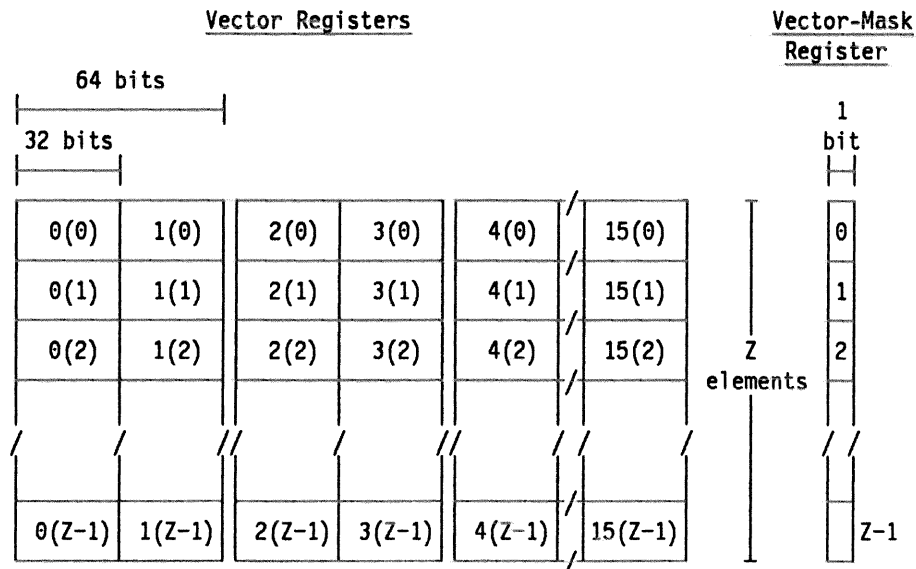 Vector Registers Vector-Mask
Register
64 bits 1
32 bits bit
0(0) 1(0) 2(0) 3(0) 4(0) 15(0) 0
0(1) 1(1) 2(1) 3(1) 4(1) 15(1) 1
0(2) 1(2) 2(2) 3(2) 4(2) 15(2) Z 2
elements
0(Z-1) 1(Z-1) 2(Z-1) 3(Z-1) 4(Z-1) 15(Z-1) Z-1